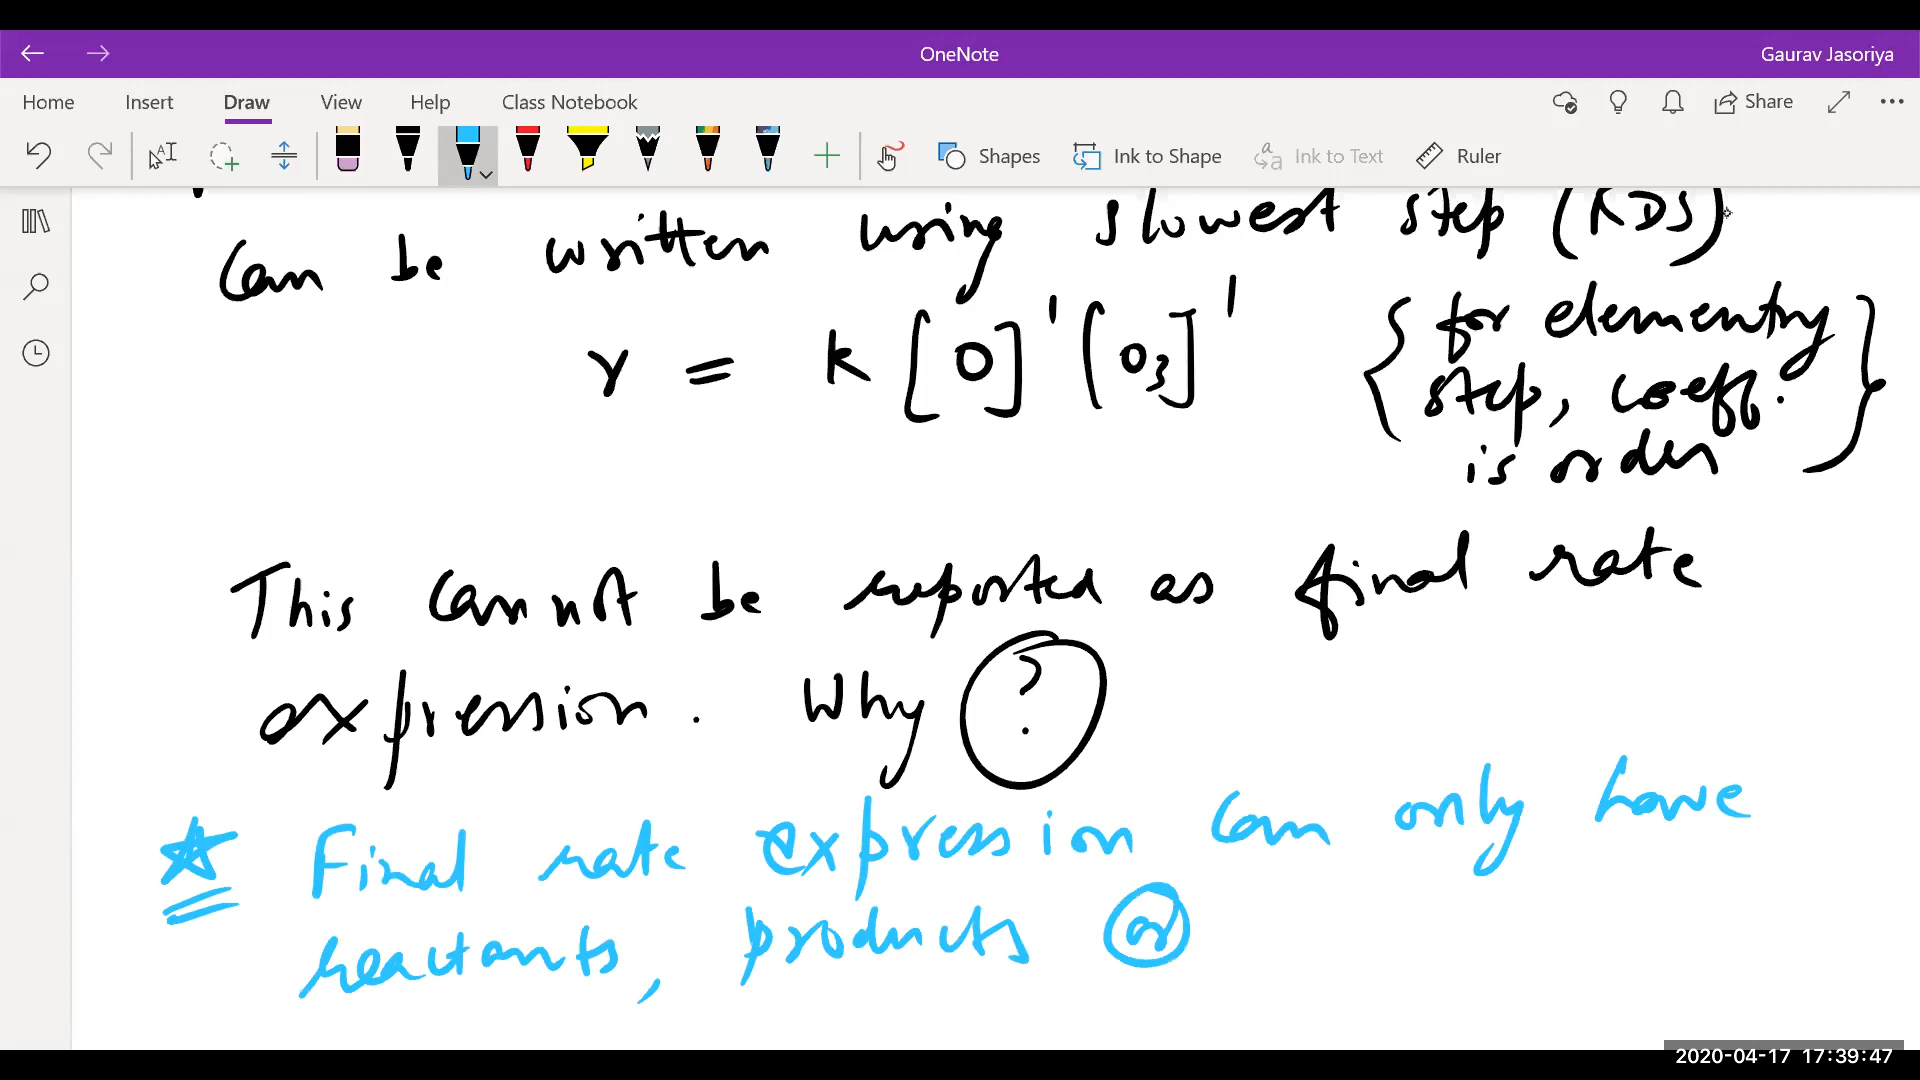 OneNote
Gaurav Jasoriya
Home Insert Draw View Help Class Notebook
Share
Shapes Ink to Shape Ink to Text Ruler
can be written using slowest step (RDS)
r = k [O]¹ [O₃]¹
{ for elementry
step, coeff.
is order }
This cannot be reported as final rate
expression. Why ?
☆ Final rate expression can only have
reactants, products or
2020-04-17 17:39:47